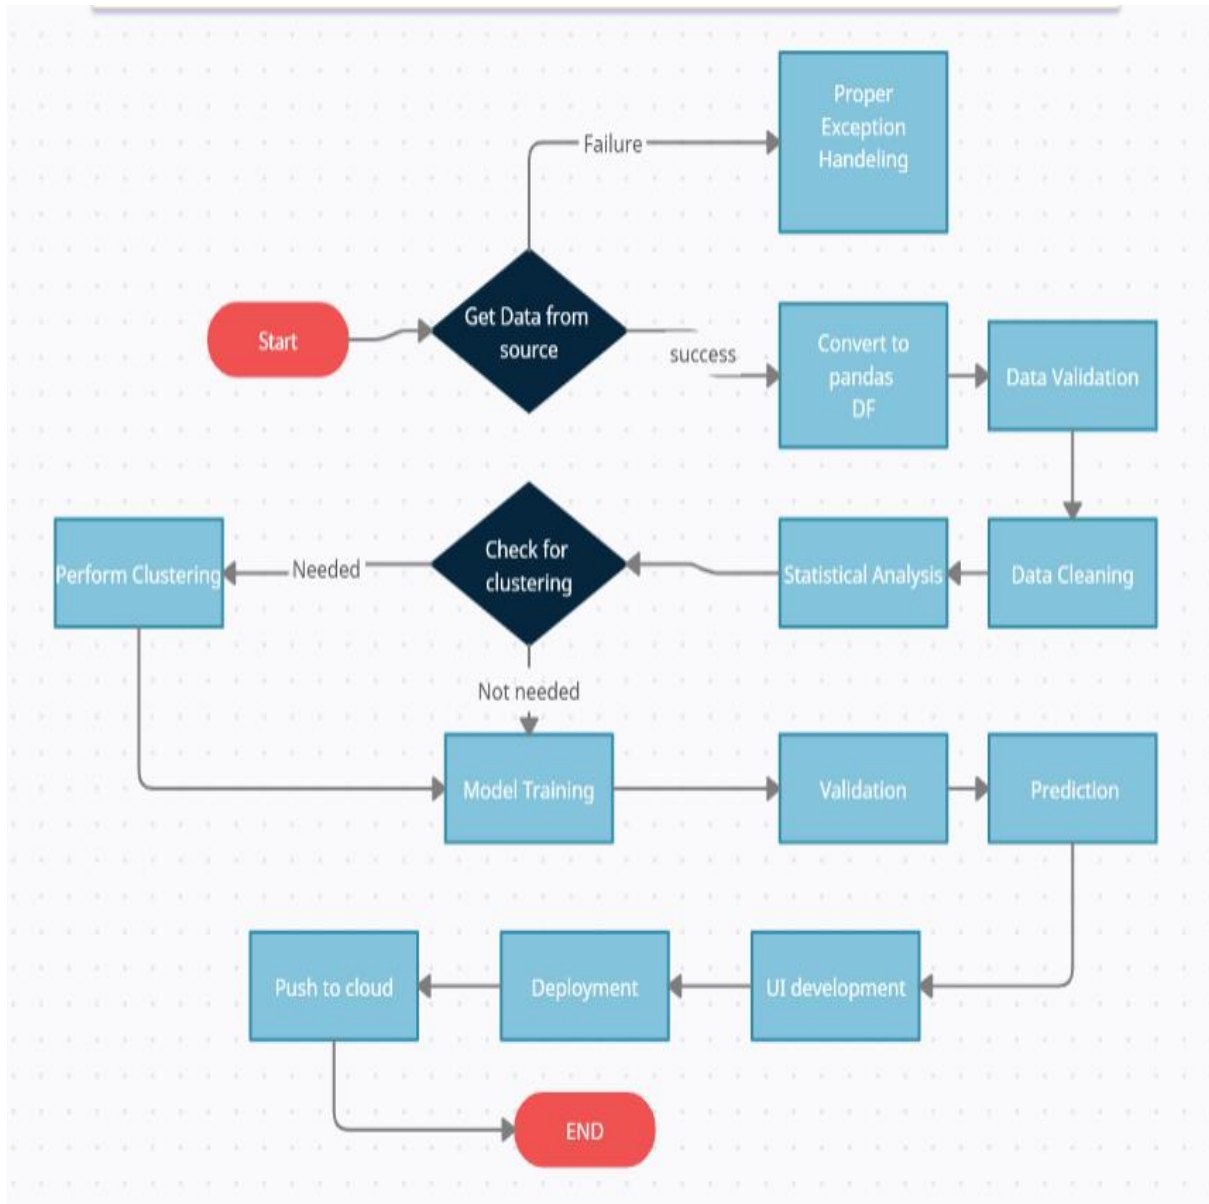 Proper
Exception
Handeling
Failure
Get Data from
source
Start
success
Convert to
pandas
DF
Data Validation
Perform Clustering
Needed
Check for
clustering
Statistical Analysis
Data Cleaning
Not needed
Model Training
Validation
Prediction
Push to cloud
Deployment
UI development
END